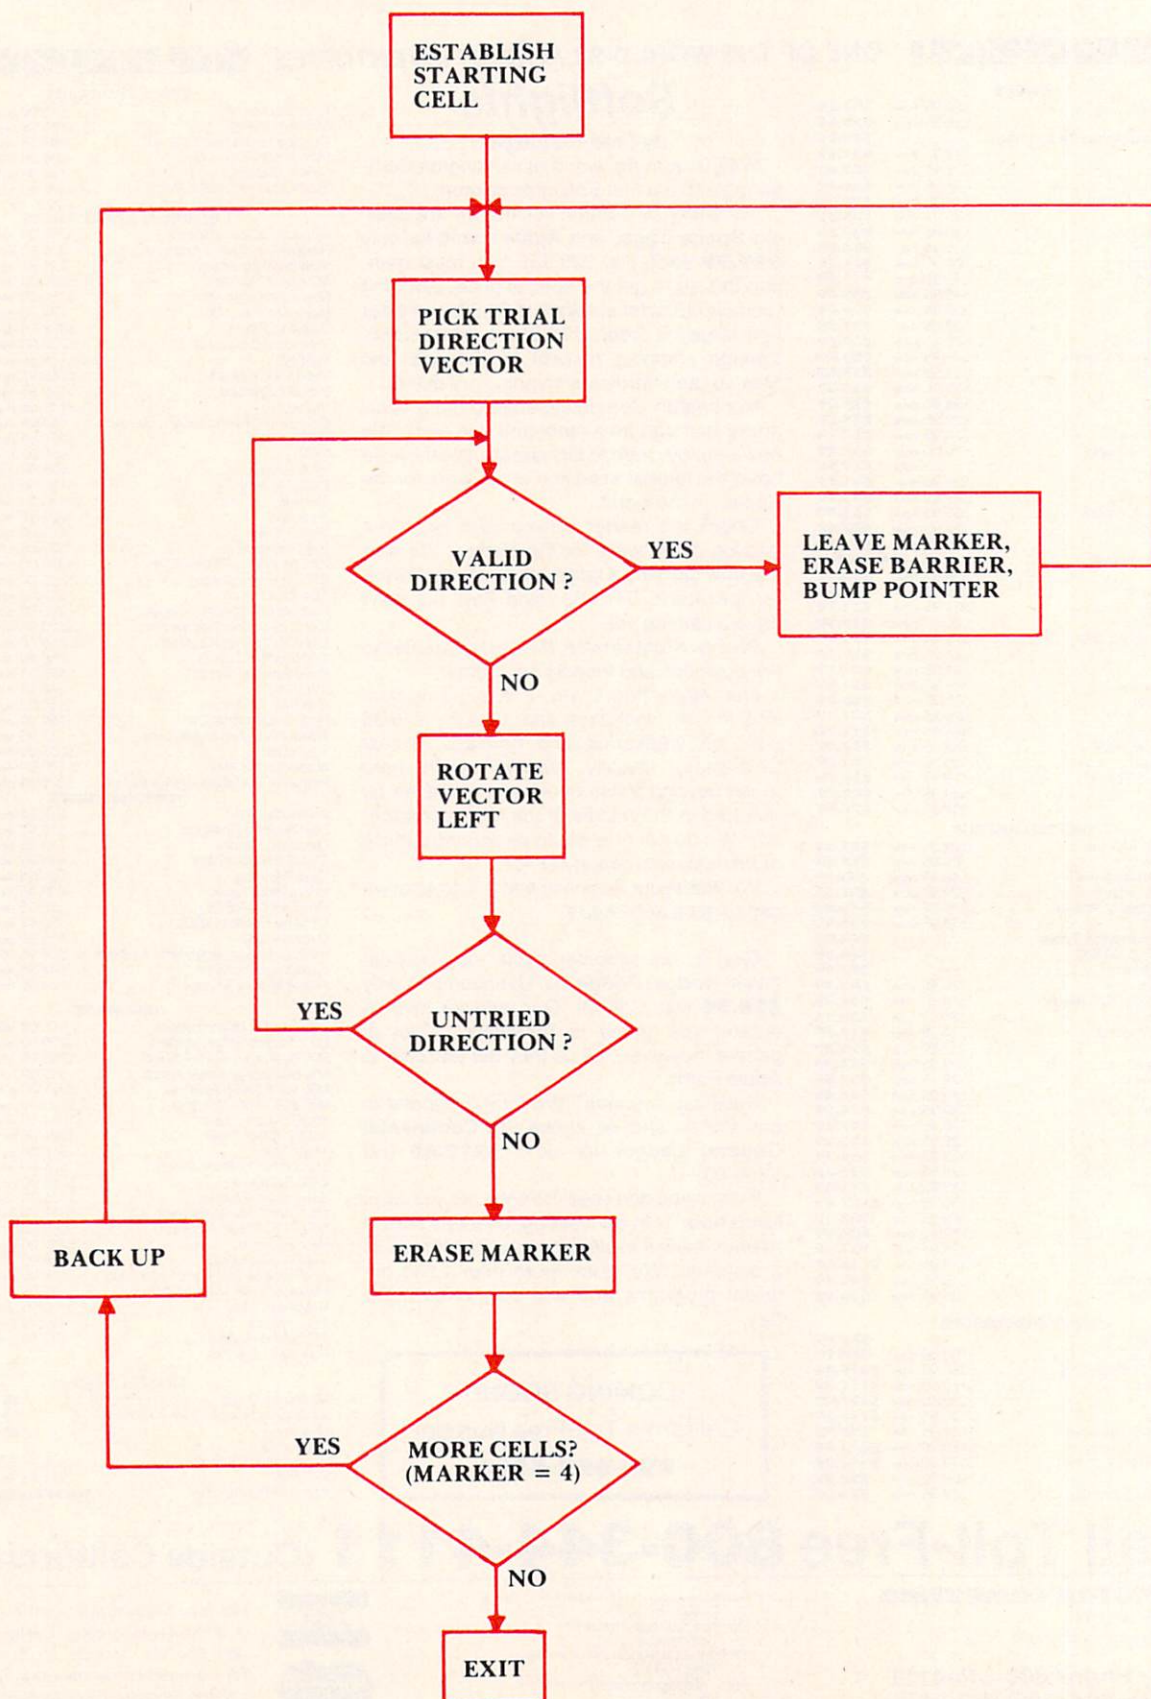 ESTABLISH
STARTING
CELL
PICK TRIAL
DIRECTION
VECTOR
VALID
DIRECTION ?
YES
LEAVE MARKER,
ERASE BARRIER,
BUMP POINTER
NO
ROTATE
VECTOR
LEFT
YES
UNTRIED
DIRECTION ?
NO
BACK UP
ERASE MARKER
YES
MORE CELLS?
(MARKER = 4)
NO
EXIT